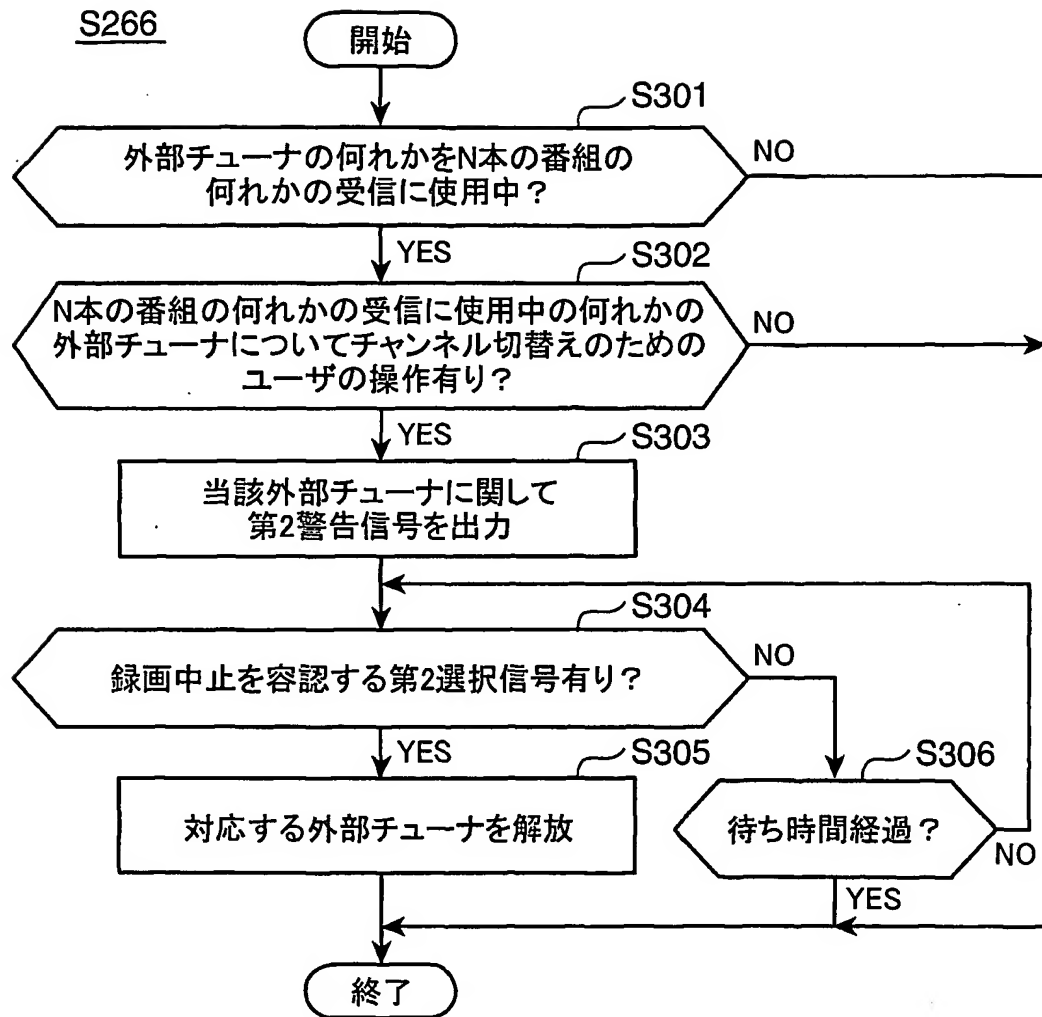 S266
開始
S301
外部チューナの何れかをN本の番組の
何れかの受信に使用中?
NO
YES
S302
N本の番組の何れかの受信に使用中の何れかの
外部チューナについてチャンネル切替えのための
ユーザの操作有り?
NO
YES
S303
当該外部チューナに関して
第2警告信号を出力
S304
録画中止を容認する第2選択信号有り?
NO
YES
S305
対応する外部チューナを解放
S306
待ち時間経過?
NO
YES
終了